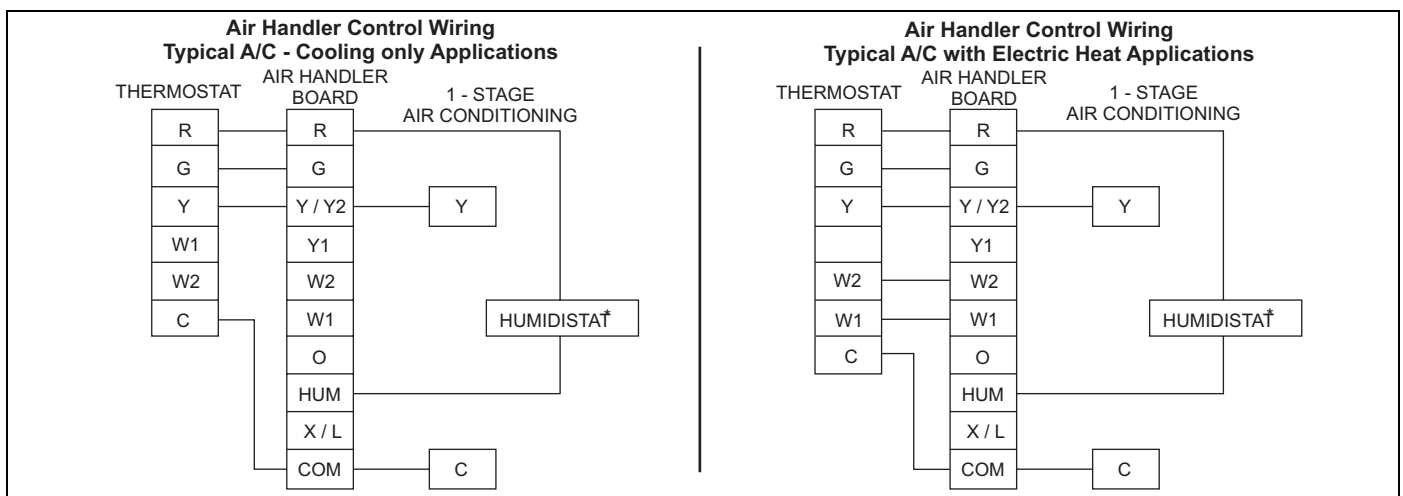 Air Handler Control Wiring
Typical A/C - Cooling only Applications
THERMOSTAT
AIR HANDLER
BOARD
1 - STAGE
AIR CONDITIONING
R
G
Y
W1
W2
C
R
G
Y / Y2
Y1
W2
W1
O
HUM
X / L
COM
Y
HUMIDISTAT*
C
Air Handler Control Wiring
Typical A/C with Electric Heat Applications
THERMOSTAT
AIR HANDLER
BOARD
1 - STAGE
AIR CONDITIONING
R
G
Y
W2
W1
C
R
G
Y / Y2
Y1
W2
W1
O
HUM
X / L
COM
Y
HUMIDISTAT*
C